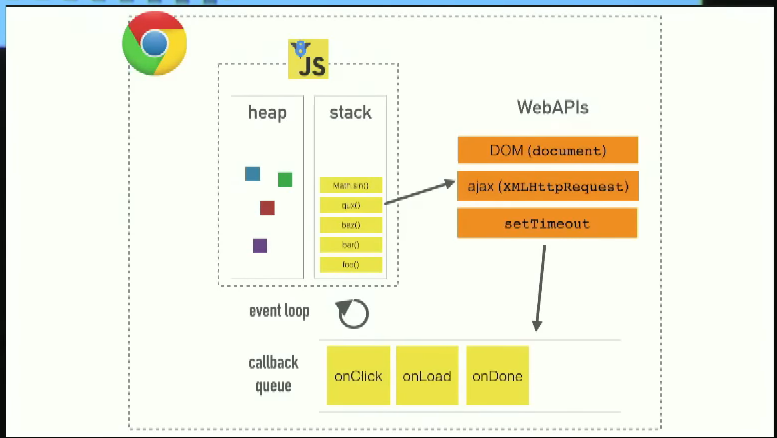 JS
heap
stack
WebAPIs
Math.sin()
qux()
baz()
bar()
foo()
DOM (document)
ajax (XMLHttpRequest)
setTimeout
event loop
callback
queue
onClick
onLoad
onDone